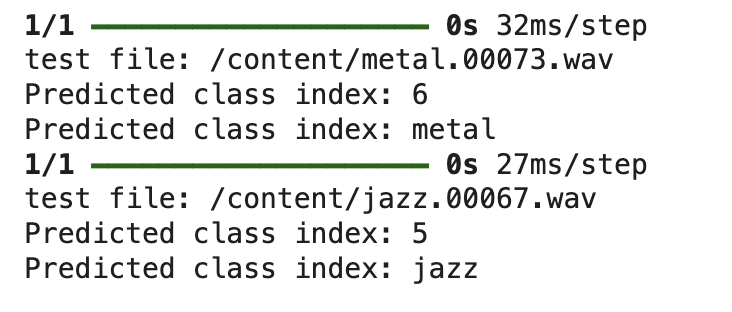 1/1 ━━━━━━━━━━━━━━━━━━━━ 0s 32ms/step
test file: /content/metal.00073.wav
Predicted class index: 6
Predicted class index: metal
1/1 ━━━━━━━━━━━━━━━━━━━━ 0s 27ms/step
test file: /content/jazz.00067.wav
Predicted class index: 5
Predicted class index: jazz